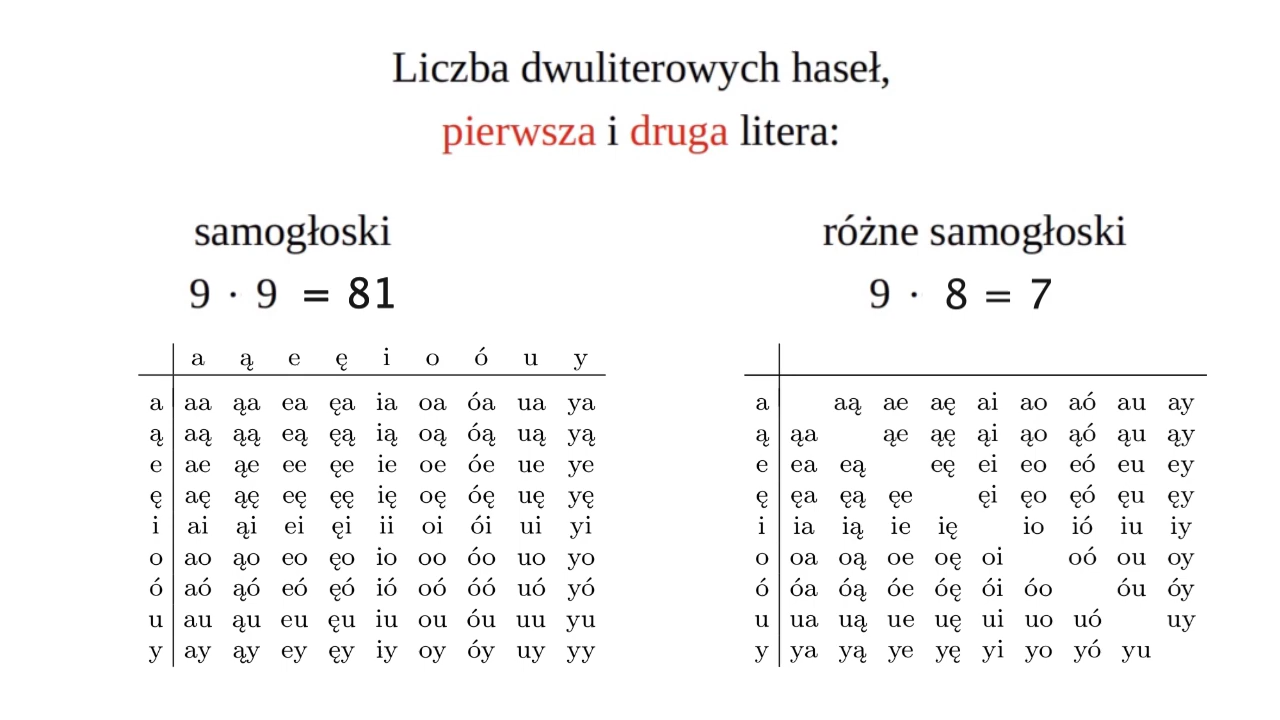 Liczba dwuliterowych haseł,
pierwsza i druga litera:
samogłoski
9 · 9 = 81
a ą e ę i o ó u y
a aa ąa ea ęa ia oa óa ua ya
ą aą ąą eą ęą ią oą óą uą yą
e ae ąe ee ęe ie oe óe ue ye
ę aę ąę eę ęę ię oę óę uę yę
i ai ąi ei ęi ii oi ói ui yi
o ao ąo eo ęo io oo óo uo yo
ó aó ąó eó ęó ió oó óó uó yó
u au ąu eu ęu iu ou óu uu yu
y ay ąy ey ęy iy oy óy uy yy
różne samogłoski
9 · 8 = 7
a aą ae aę ai ao aó au ay
ą ąa ąe ąę ąi ąo ąó ąu ąy
e ea eą eę ei eo eó eu ey
ę ęa ęą ęe ęi ęo ęó ęu ęy
i ia ią ie ię io ió iu iy
o oa oą oe oę oi oó ou oy
ó óa óą óe óę ói óo óu óy
u ua uą ue uę ui uo uó uy
y ya yą ye yę yi yo yó yu